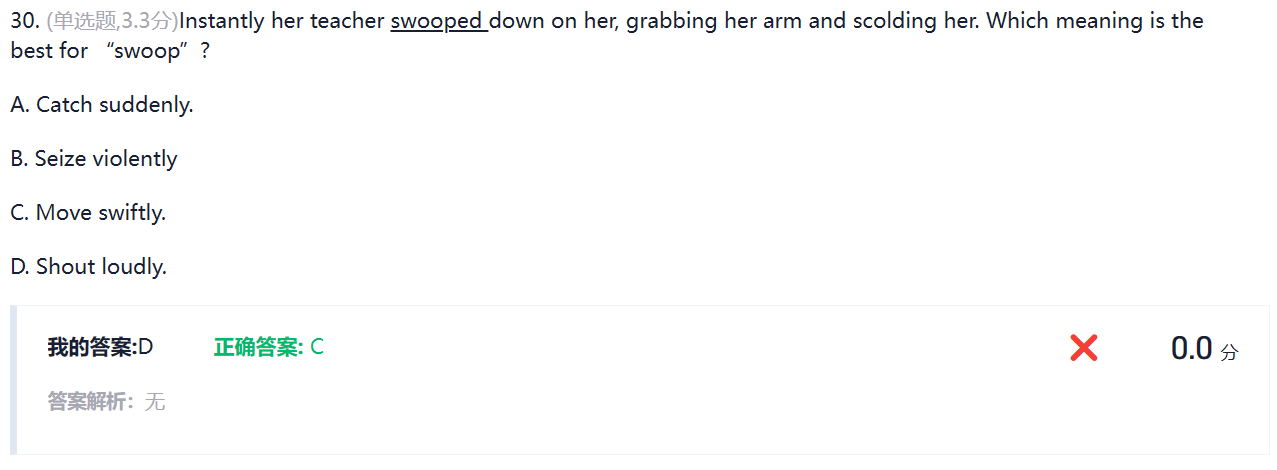 30. (单选题,3.3分)Instantly her teacher swooped down on her, grabbing her arm and scolding her. Which meaning is the
best for “swoop”?
A. Catch suddenly.
B. Seize violently
C. Move swiftly.
D. Shout loudly.
我的答案:D 正确答案: C 0.0 分
答案解析：无